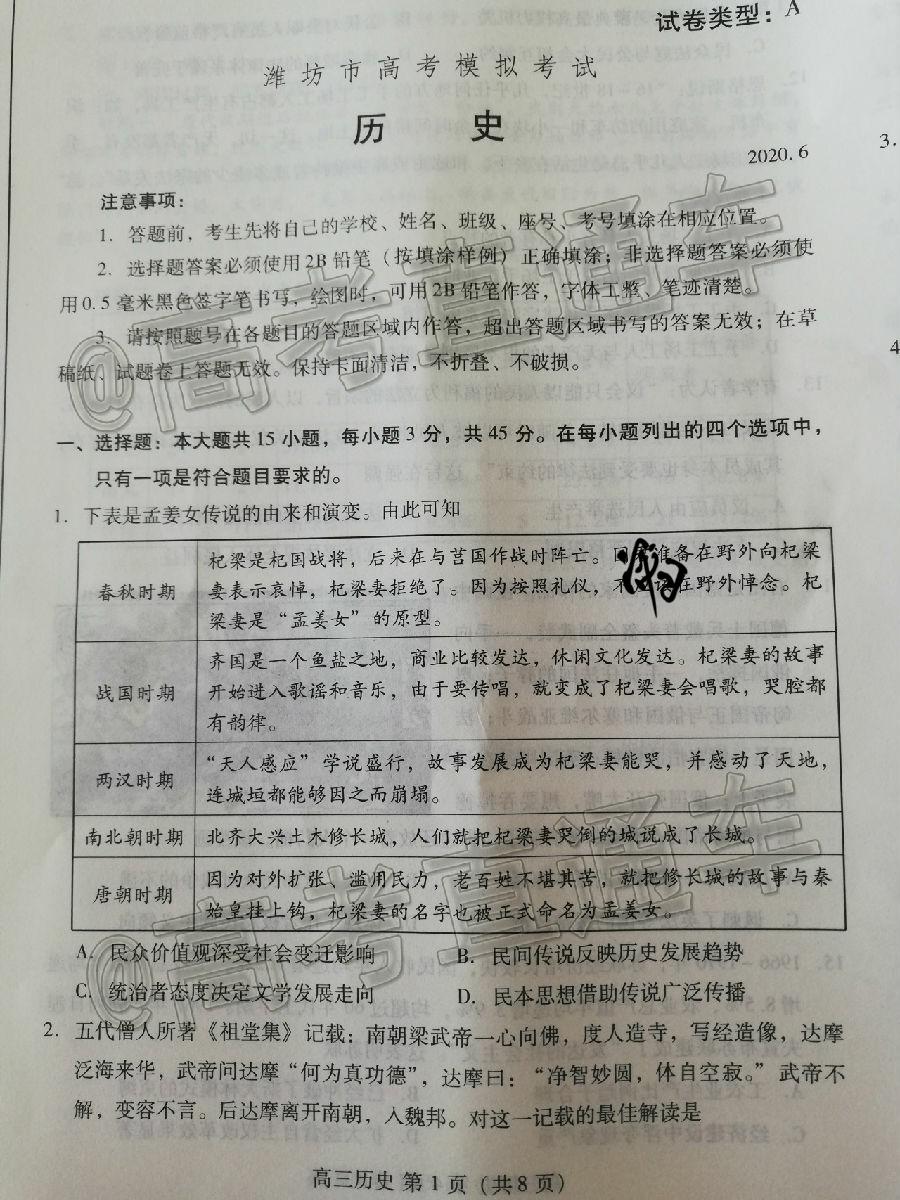 试卷类型：A
潍坊市高考模拟考试
历 史
2020.6
注意事项：
1. 答题前，考生先将自己的学校、姓名、班级、座号、考号填涂在相应位置。
2. 选择题答案必须使用2B铅笔（按填涂样例）正确填涂；非选择题答案必须使
用0.5毫米黑色签字笔书写，绘图时，可用2B铅笔作答，字体工整、笔迹清楚。
3. 请按照题号在各题目的答题区域内作答，超出答题区域书写的答案无效；在草
稿纸、试题卷上答题无效。保持卡面清洁，不折叠、不破损。
一、选择题：本大题共15小题，每小题3分，共45分。在每小题列出的四个选项中，
只有一项是符合题目要求的。
1. 下表是孟姜女传说的由来和演变。由此可知
春秋时期
杞梁是杞国战将，后来在与莒国作战时阵亡。准备在野外向杞梁
妻表示哀悼，杞梁妻拒绝了。因为按照礼仪，不在野外悼念。杞
梁妻是“孟姜女”的原型。
战国时期
齐国是一个鱼盐之地，商业比较发达，休闲文化发达。杞梁妻的故事
开始进入歌谣和音乐，由于要传唱，就变成了杞梁妻会唱歌，哭腔都
有韵律。
两汉时期
“天人感应”学说盛行，故事发展成为杞梁妻能哭，并感动了天地，
连城垣都能够因之而崩塌。
南北朝时期
北齐大兴土木修长城，人们就把杞梁妻哭倒的城说成了长城。
唐朝时期
因为对外扩张、滥用民力，老百姓不堪其苦，就把修长城的故事与秦
始皇挂上钩，杞梁妻的名字也被正式命名为孟姜女。
A. 民众价值观深受社会变迁影响 B. 民间传说反映历史发展趋势
C. 统治者态度决定文学发展走向 D. 民本思想借助传说广泛传播
2. 五代僧人所著《祖堂集》记载：南朝梁武帝一心向佛，度人造寺，写经造像，达摩
泛海来华，武帝问达摩“何为真功德”，达摩曰：“净智妙圆，体自空寂。”武帝不
解，变容不言。后达摩离开南朝，入魏邦。对这一记载的最佳解读是
高三历史 第1页（共8页）
3.
4
@高考直通车
@高考直通车